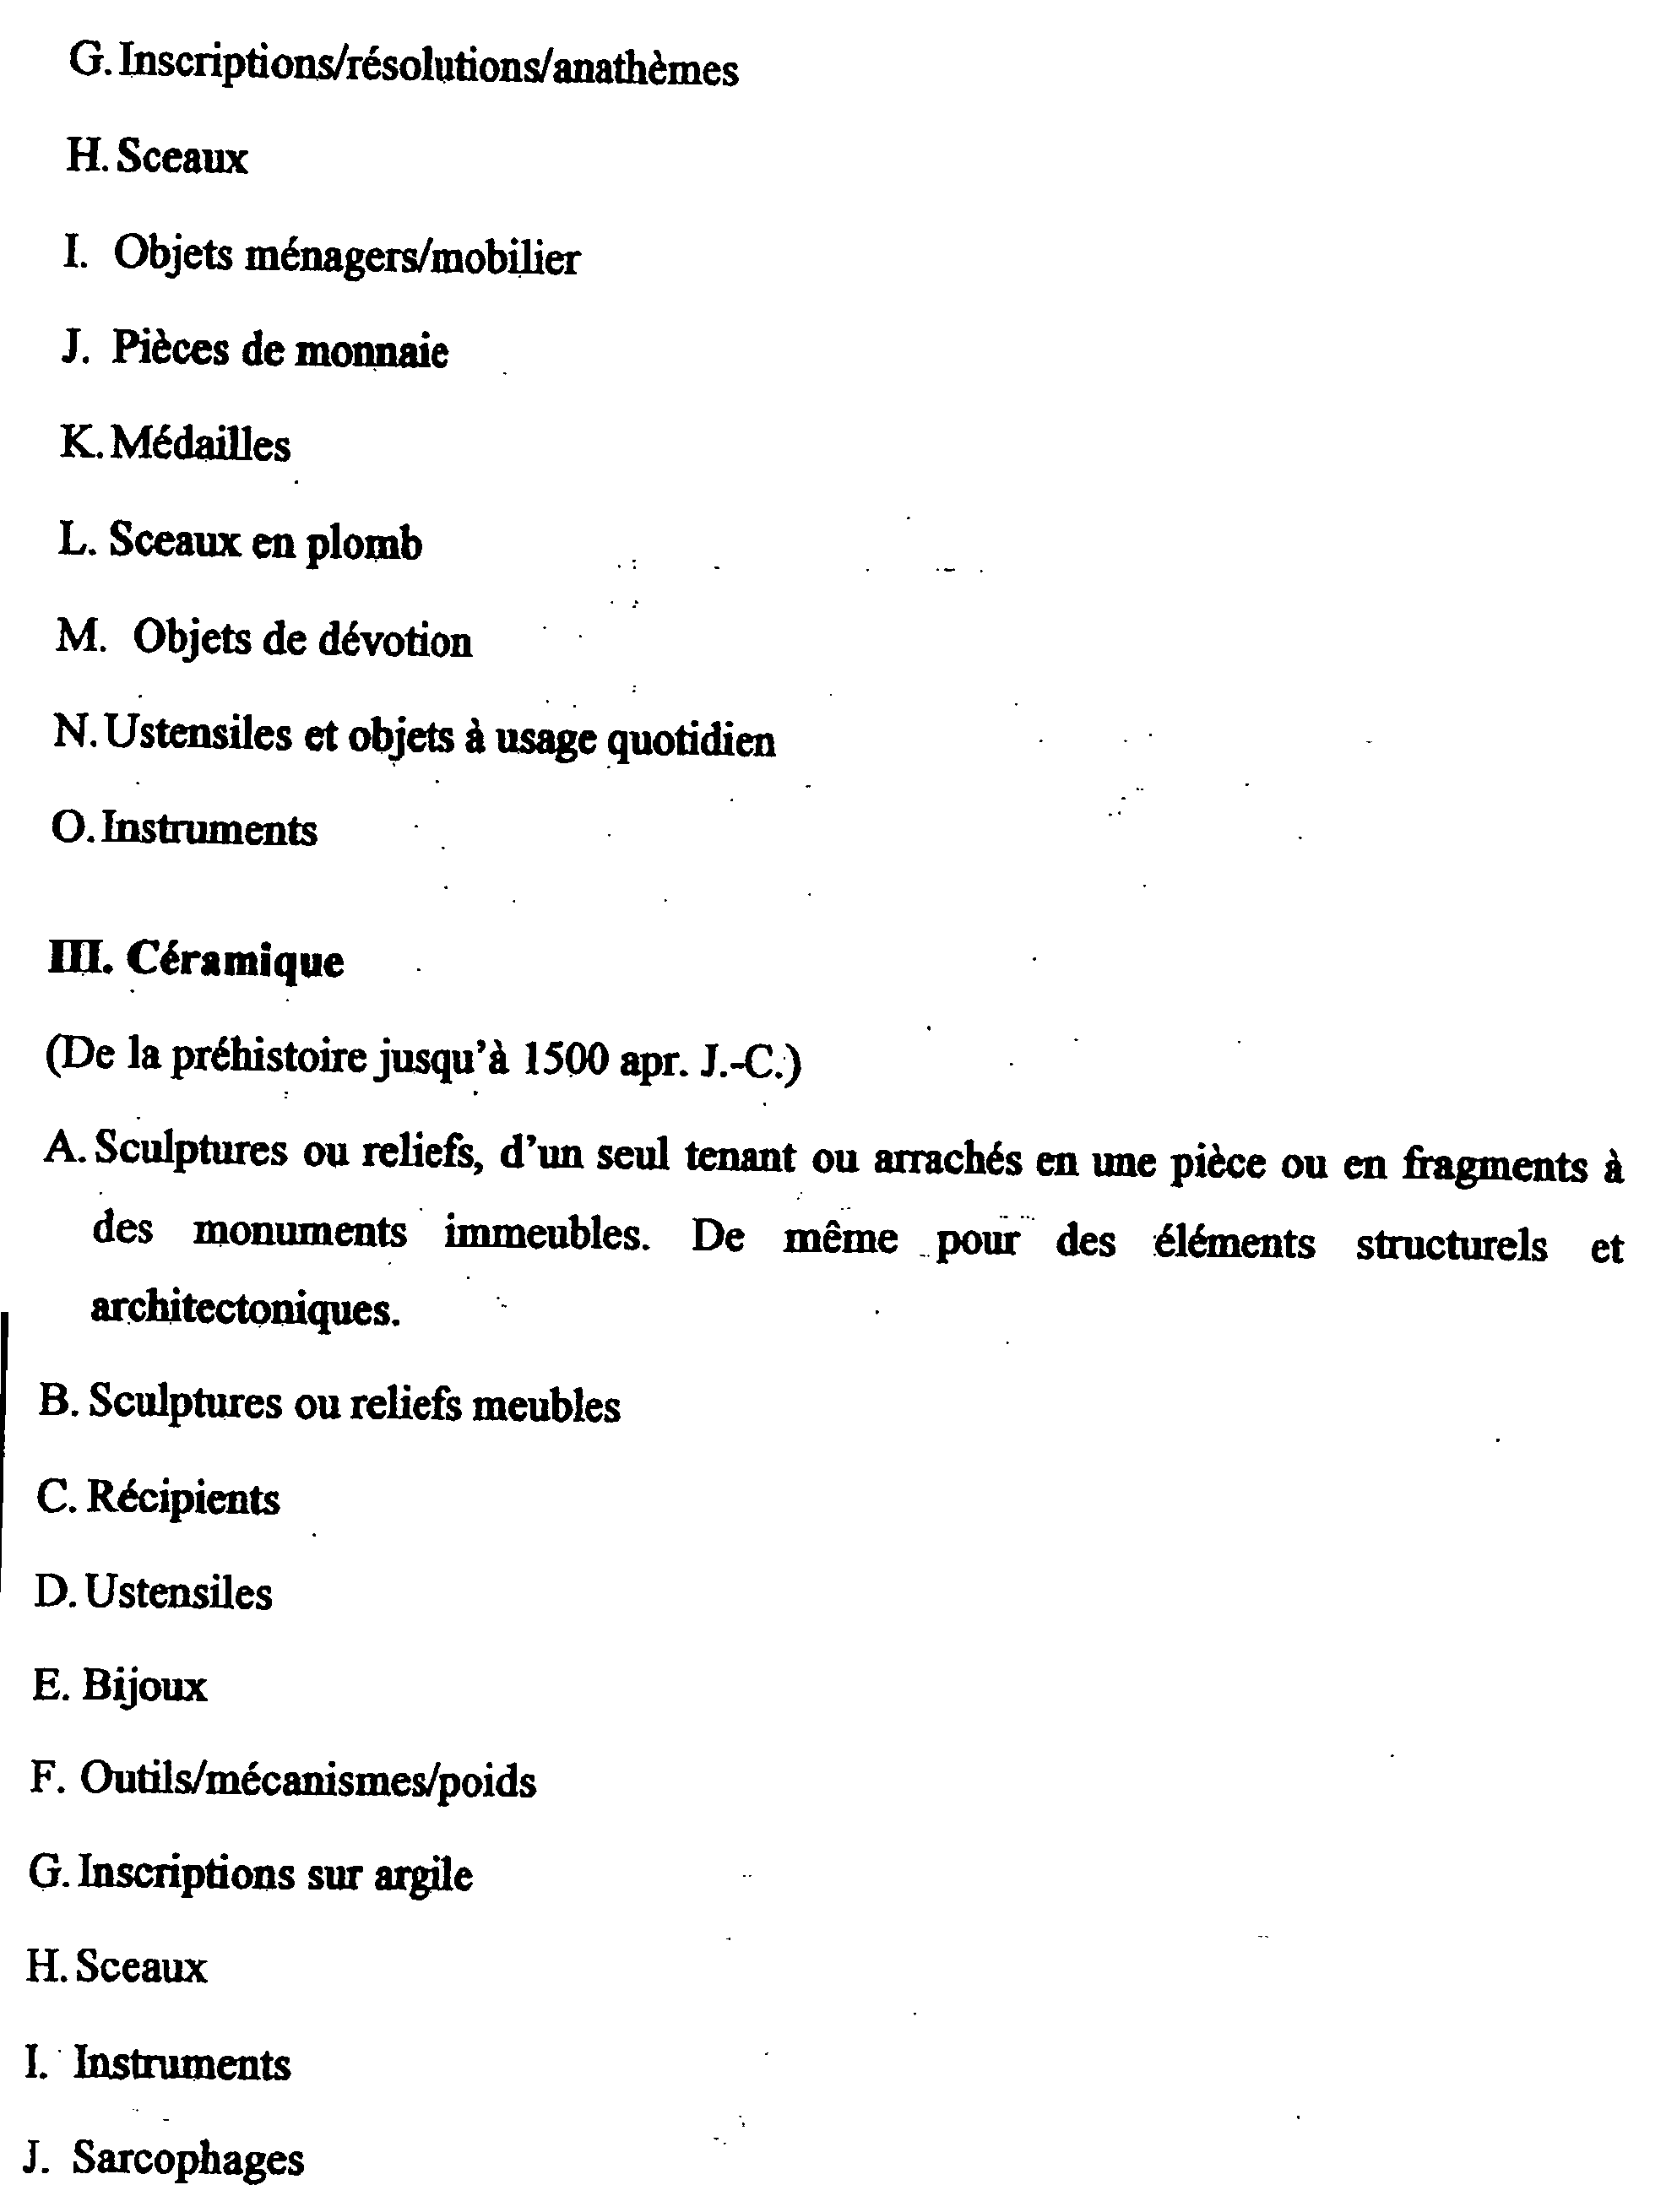 G. Inscriptions/résolutions/anathèmes
H. Sceaux
I. Objets ménagers/mobilier
J. Pièces de monnaie
K. Médailles
L. Sceaux en plomb
M. Objets de dévotion
N. Ustensiles et objets à usage quotidien
O. Instruments
III. Céramique
(De la préhistoire jusqu'à 1500 apr. J.-C.)
A. Sculptures ou reliefs, d'un seul tenant ou arrachés en une pièce ou en fragments à
des monuments immeubles. De même pour des éléments structurels et
architectoniques.
B. Sculptures ou reliefs meubles
C. Récipients
D. Ustensiles
E. Bijoux
F. Outils/mécanismes/poids
G. Inscriptions sur argile
H. Sceaux
I. Instruments
J. Sarcophages